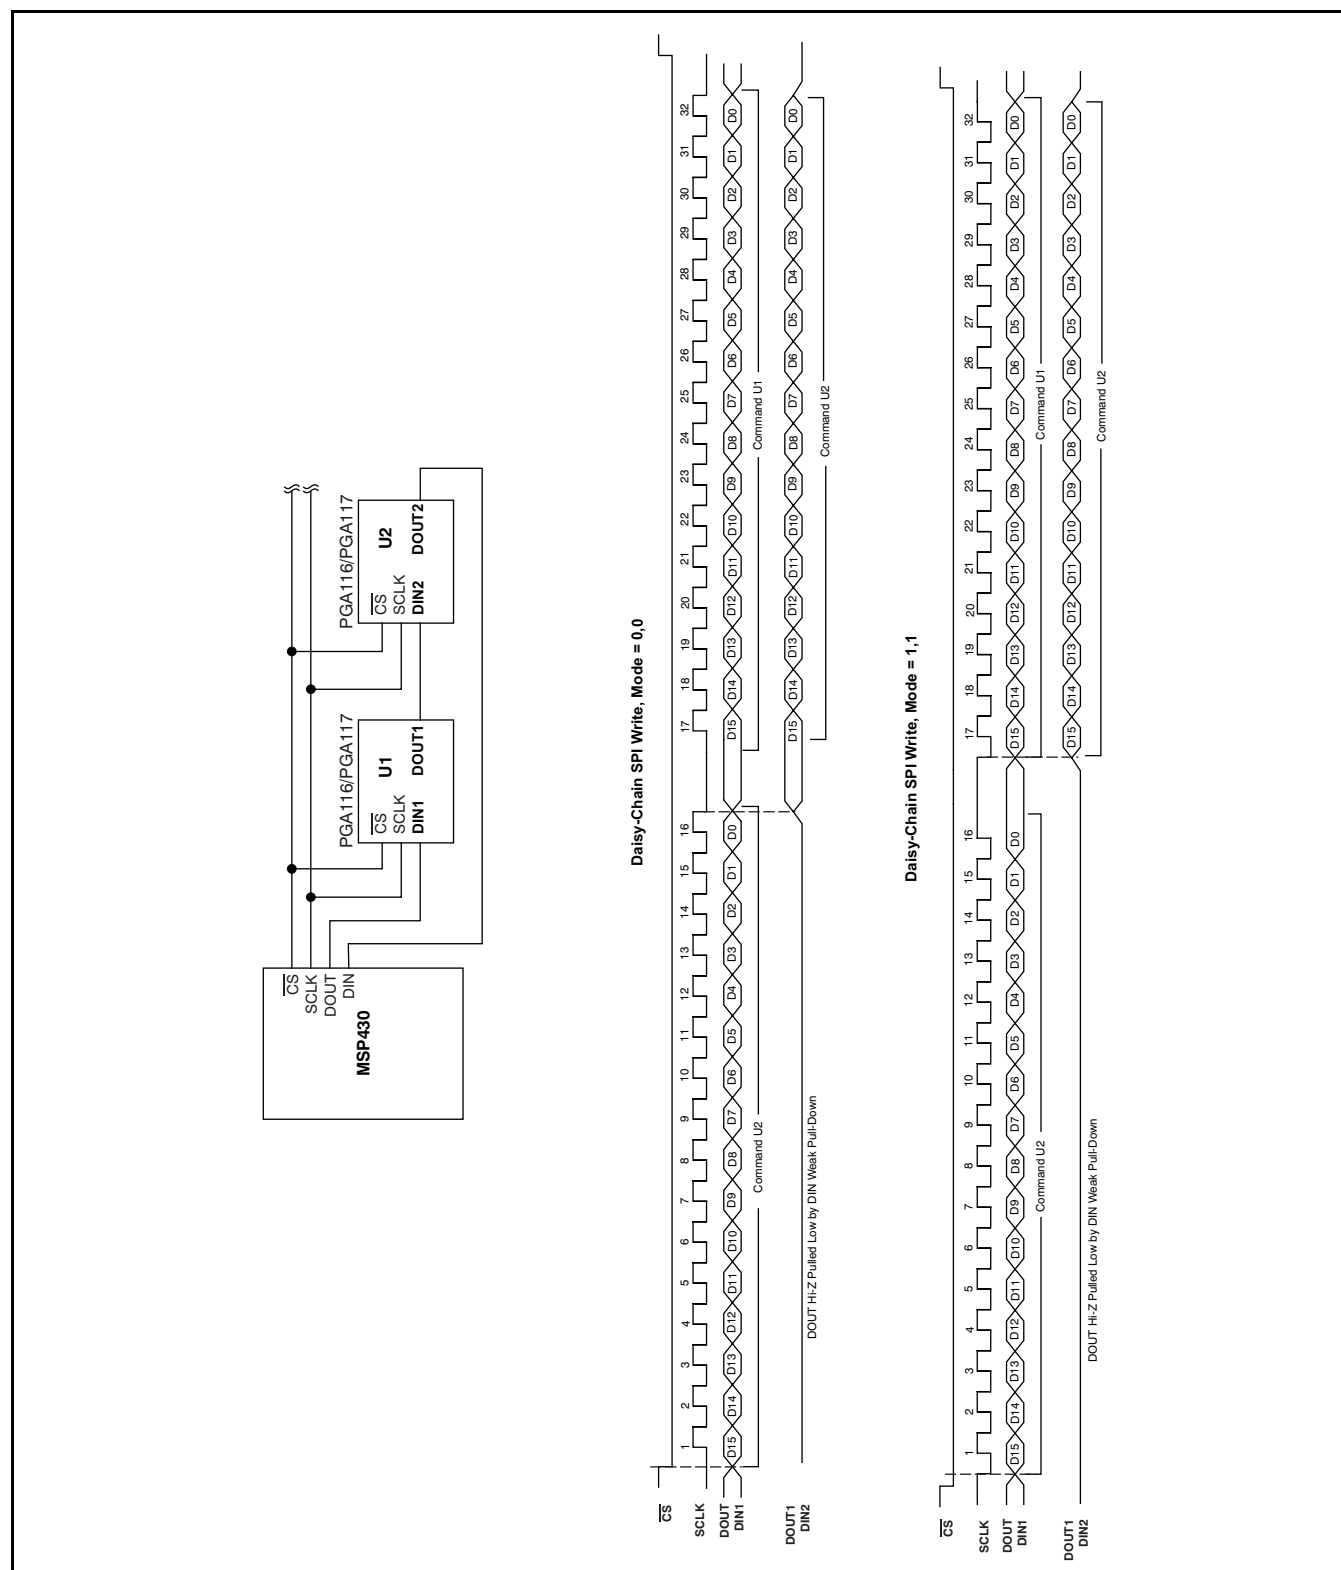 PGA116/PGA117
PGA116/PGA117
MSP430
CS
SCLK
DOUT
DIN
U1
CS
SCLK
DIN1
DOUT1
U2
CS
SCLK
DIN2
DOUT2
Daisy-Chain SPI Write, Mode = 0,0
CS
SCLK
1 2 3 4 5 6 7 8 9 10 11 12 13 14 15 16 17 18 19 20 21 22 23 24 25 26 27 28 29 30 31 32
DOUT
DIN1
D15 D14 D13 D12 D11 D10 D9 D8 D7 D6 D5 D4 D3 D2 D1 D0 D15 D14 D13 D12 D11 D10 D9 D8 D7 D6 D5 D4 D3 D2 D1 D0
Command U2
Command U1
DOUT1
DIN2
D15 D14 D13 D12 D11 D10 D9 D8 D7 D6 D5 D4 D3 D2 D1 D0
DOUT Hi-Z Pulled Low by DIN Weak Pull-Down
Command U2
Daisy-Chain SPI Write, Mode = 1,1
CS
SCLK
1 2 3 4 5 6 7 8 9 10 11 12 13 14 15 16 17 18 19 20 21 22 23 24 25 26 27 28 29 30 31 32
DOUT
DIN1
D15 D14 D13 D12 D11 D10 D9 D8 D7 D6 D5 D4 D3 D2 D1 D0 D15 D14 D13 D12 D11 D10 D9 D8 D7 D6 D5 D4 D3 D2 D1 D0
Command U2
Command U1
DOUT1
DIN2
D15 D14 D13 D12 D11 D10 D9 D8 D7 D6 D5 D4 D3 D2 D1 D0
DOUT Hi-Z Pulled Low by DIN Weak Pull-Down
Command U2